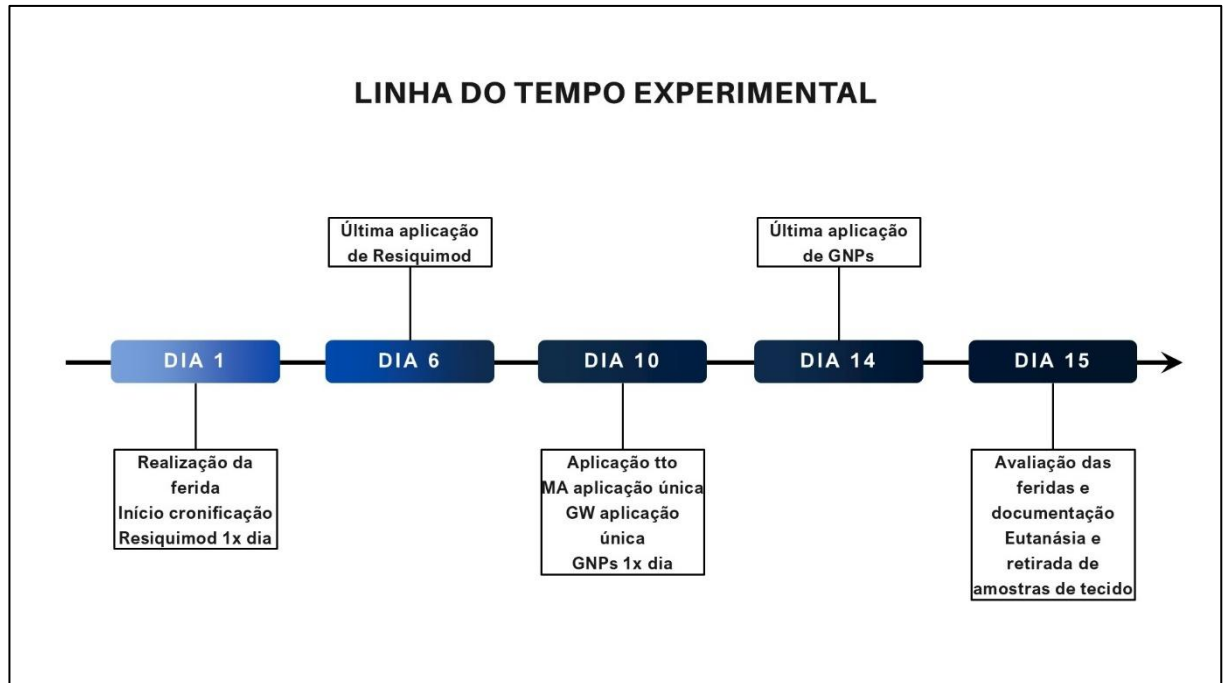 LINHA DO TEMPO EXPERIMENTAL
Última aplicação
de Resiquimod
Última aplicação
de GNPs
DIA 1
DIA 6
DIA 10
DIA 14
DIA 15
Realização da
ferida
Início cronificação
Resiquimod 1x dia
Aplicação tto
MA aplicação única
GW aplicação
única
GNPs 1x dia
Avaliação das
feridas e
documentação
Eutanásia e
retirada de
amostras de tecido